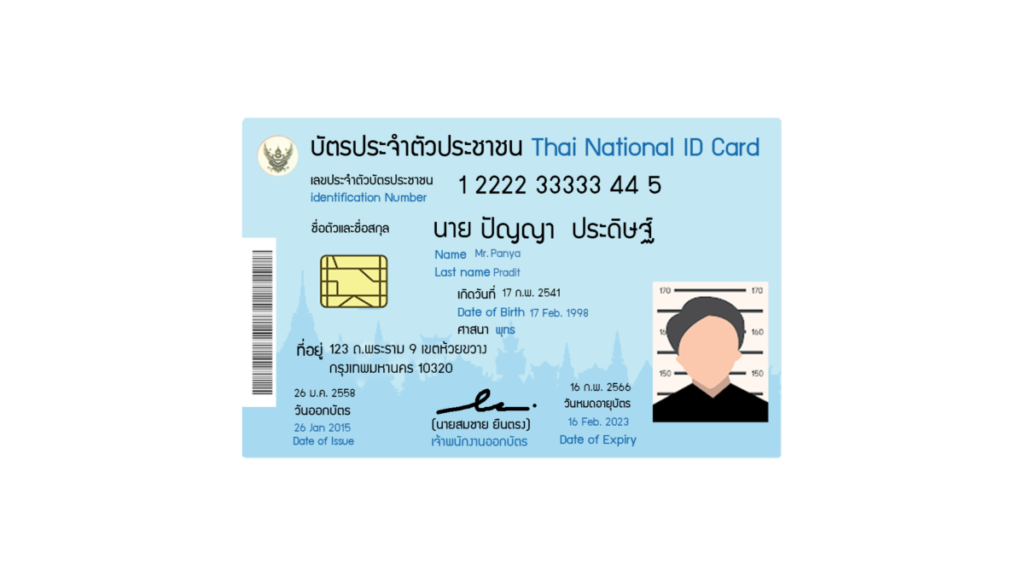 บัตรประจำตัวประชาชน Thai National ID Card
เลขประจำตัวบัตรประชาชน 1 2222 33333 44 5
identification Number
ชื่อตัวและชื่อสกุล นาย ปัญญา ประดิษฐ์
Name Mr. Panya
Last name Pradit
เกิดวันที่ 17 ก.พ. 2541
Date of Birth 17 Feb. 1998
ศาสนา พุทธ
ที่อยู่ 123 ถ.พระราม 9 เขตห้วยขวาง
กรุงเทพมหานคร 10320
170 170
160 160
150 150
26 ม.ค. 2558
วันออกบัตร
26 Jan 2015
Date of Issue
(นายสมชาย ยืนตรง)
เจ้าพนักงานออกบัตร
16 ก.พ. 2566
วันหมดอายุบัตร
16 Feb. 2023
Date of Expiry